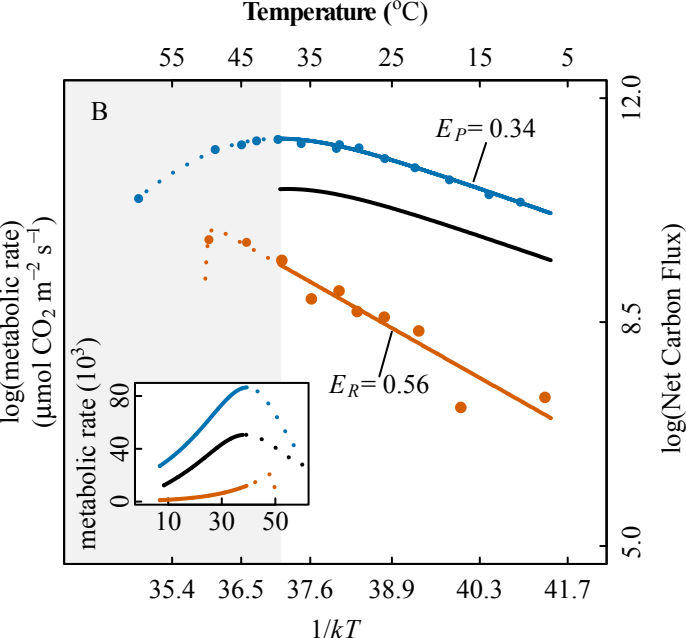 Temperature (°C)
55 45 35 25 15 5
B
E_P= 0.34
12.0
8.5
5.0
log(Net Carbon Flux)
log(metabolic rate)
(μmol CO₂ m⁻² s⁻¹)
E_R= 0.56
metabolic rate (10³)
80
40
0
10 30 50
35.4 36.5 37.6 38.9 40.3 41.7
1/kT